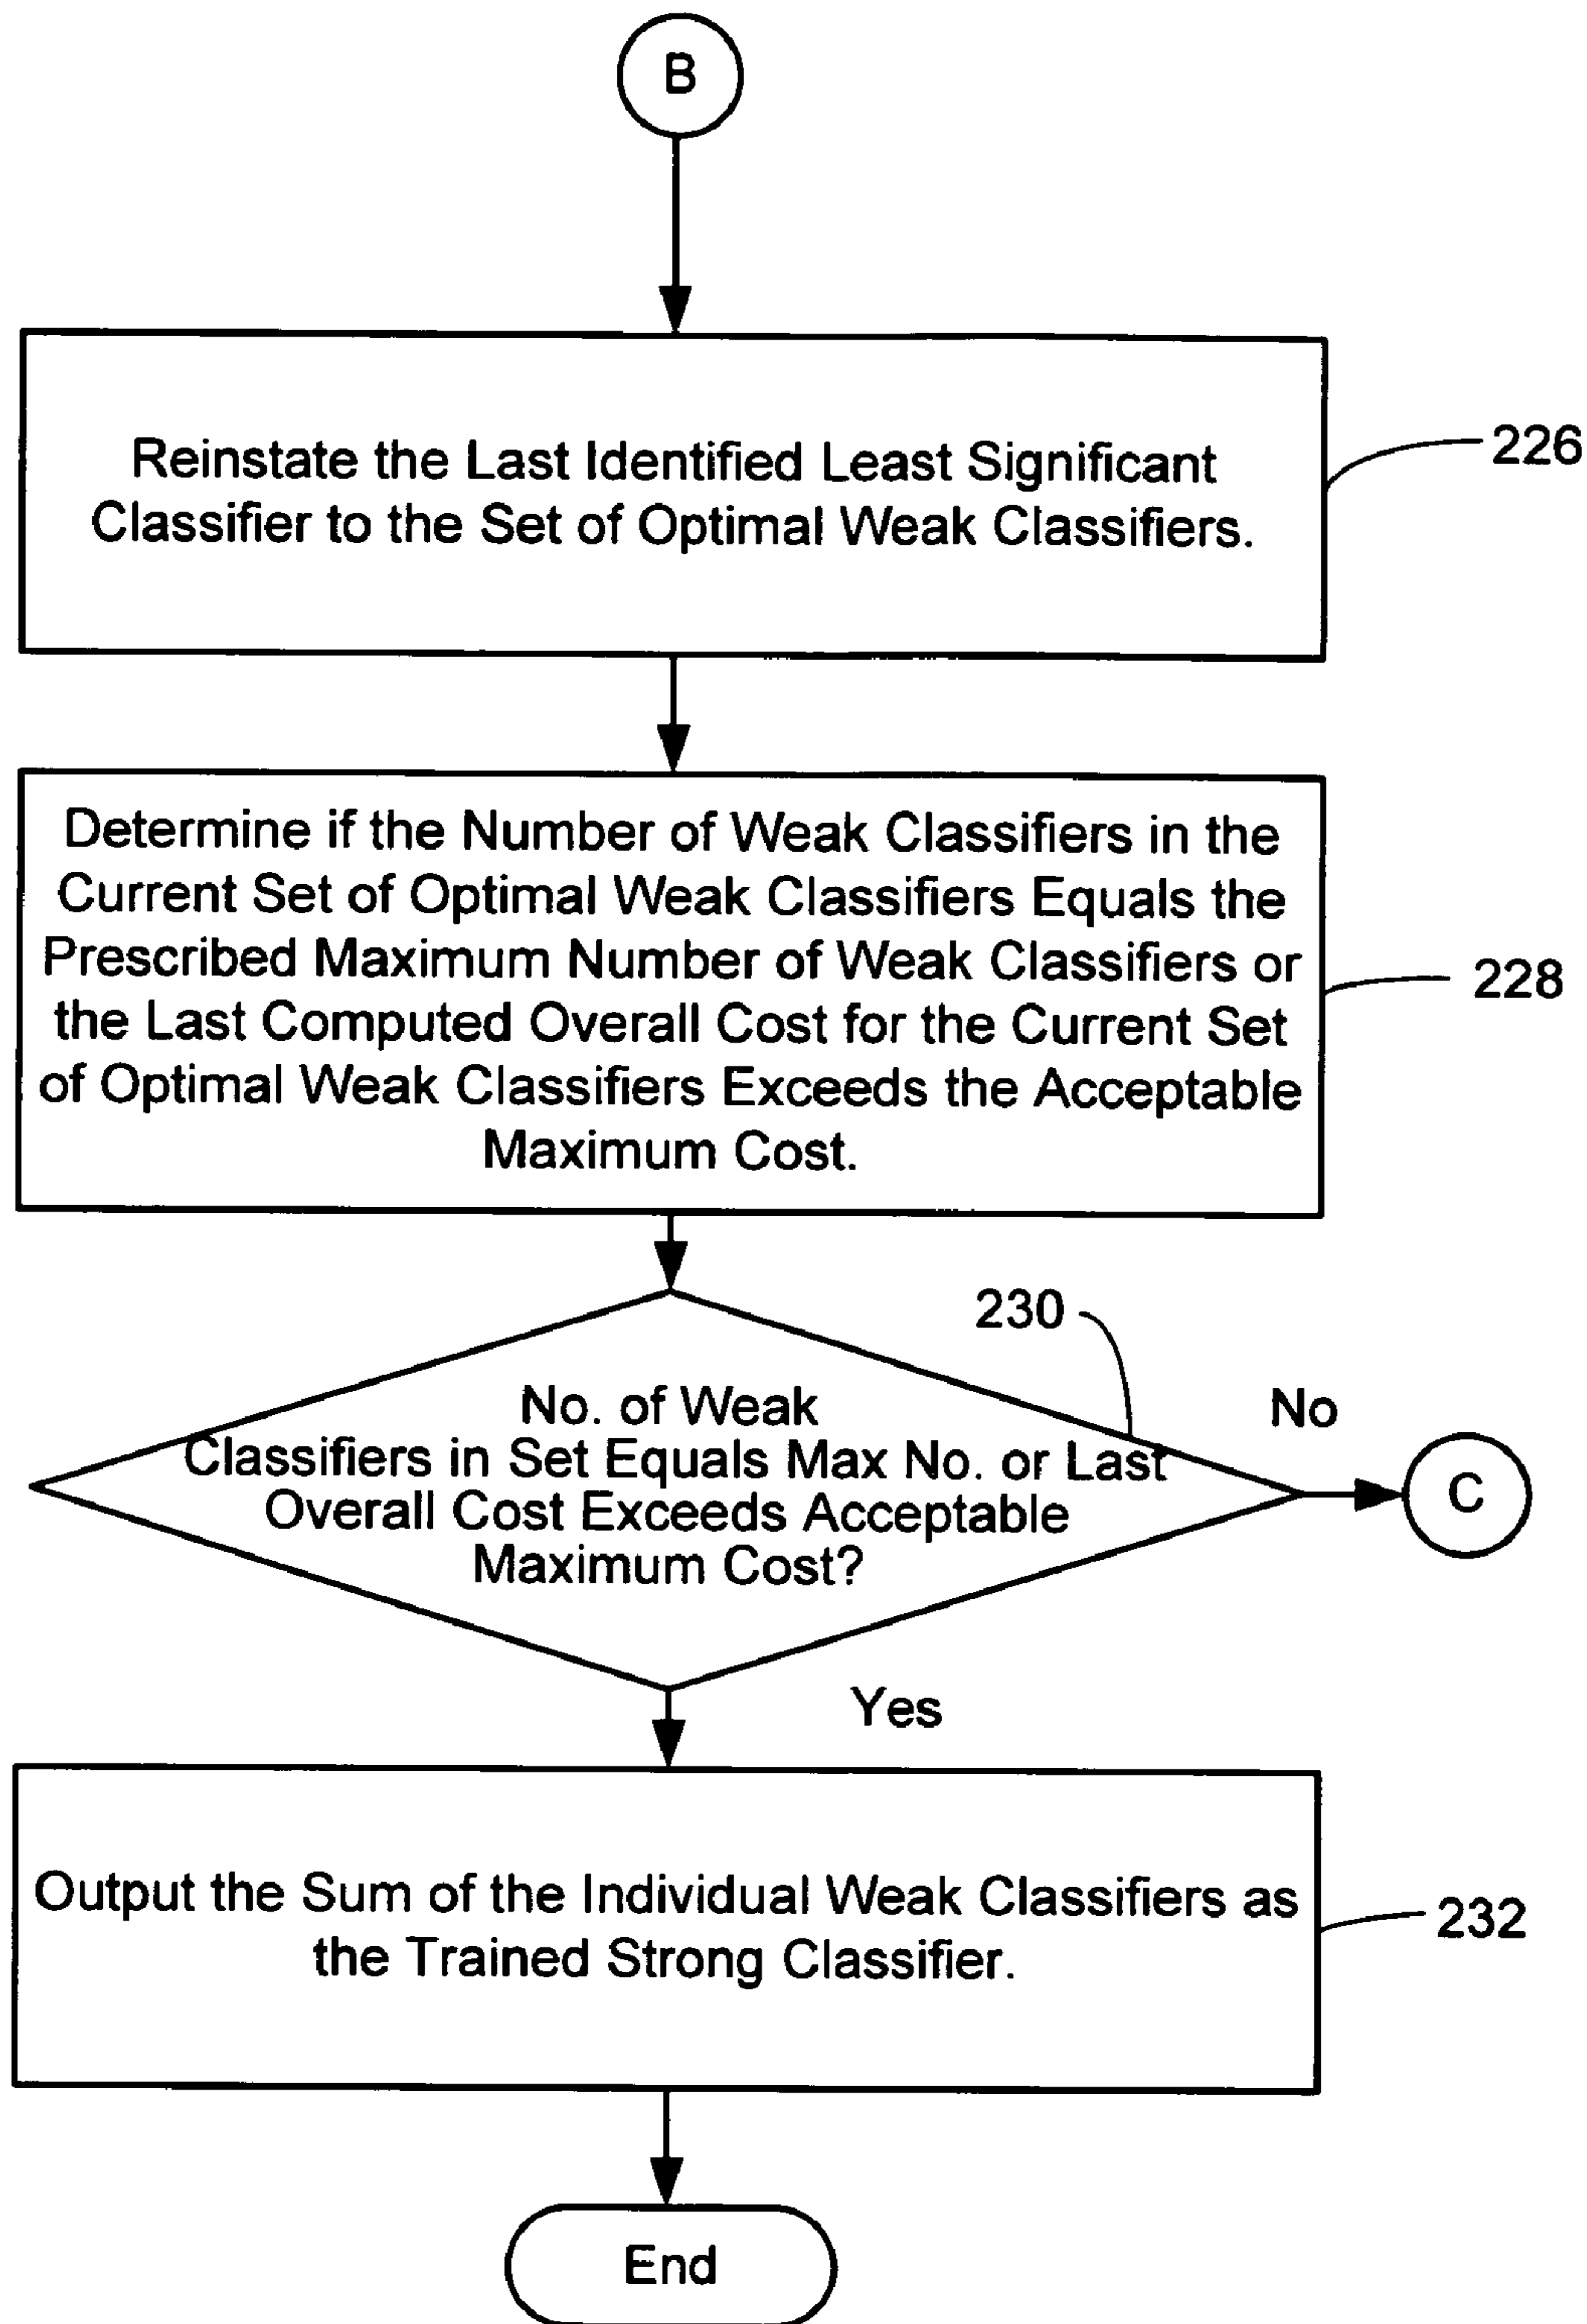 B
Reinstate the Last Identified Least Significant
Classifier to the Set of Optimal Weak Classifiers.
226
Determine if the Number of Weak Classifiers in the
Current Set of Optimal Weak Classifiers Equals the
Prescribed Maximum Number of Weak Classifiers or
the Last Computed Overall Cost for the Current Set
of Optimal Weak Classifiers Exceeds the Acceptable
Maximum Cost.
228
230
No. of Weak
Classifiers in Set Equals Max No. or Last
Overall Cost Exceeds Acceptable
Maximum Cost?
No
C
Yes
Output the Sum of the Individual Weak Classifiers as
the Trained Strong Classifier.
232
End